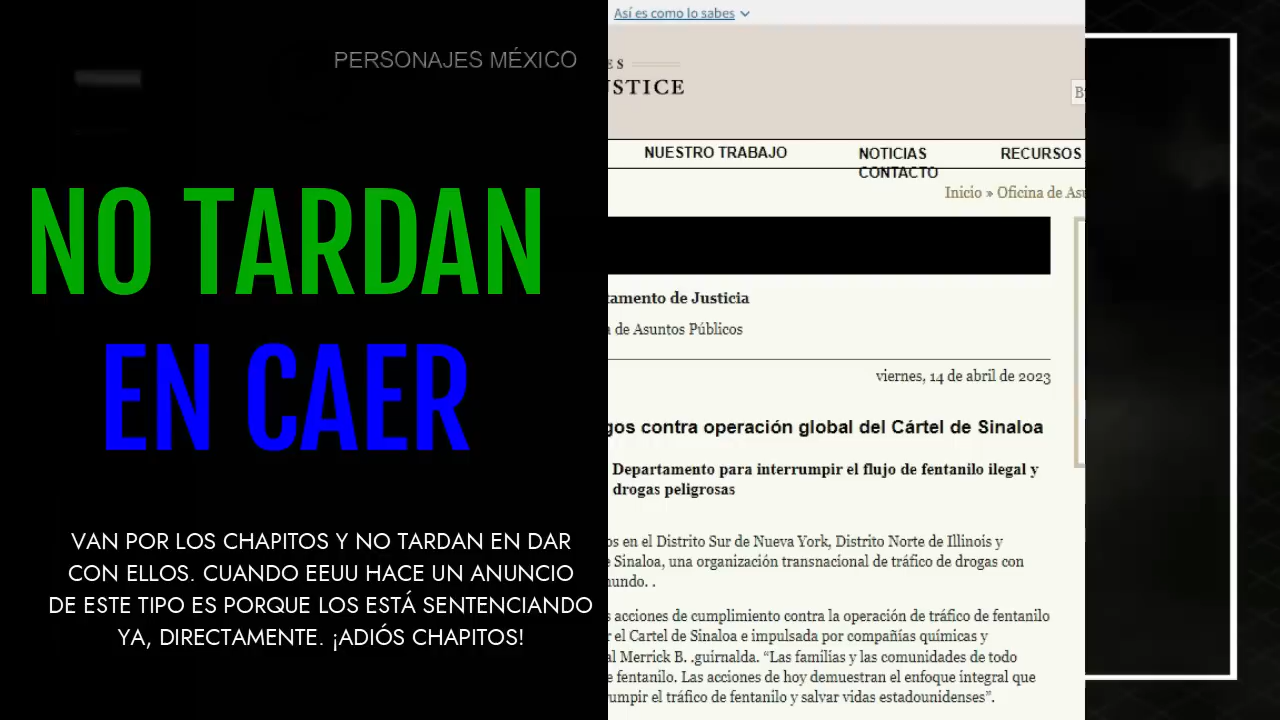 PERSONAJES MÉXICO
NO TARDAN
EN CAER
VAN POR LOS CHAPITOS Y NO TARDAN EN DAR
CON ELLOS. CUANDO EEUU HACE UN ANUNCIO
DE ESTE TIPO ES PORQUE LOS ESTÁ SENTENCIANDO
YA, DIRECTAMENTE. ¡ADIÓS CHAPITOS!
Así es como lo sabes
ES
STICE
NUESTRO TRABAJO
NOTICIAS
RECURSOS
CONTACTO
Inicio » Oficina de Asu
tamento de Justicia
de Asuntos Públicos
viernes, 14 de abril de 2023
gos contra operación global del Cártel de Sinaloa
Departamento para interrumpir el flujo de fentanilo ilegal y
drogas peligrosas
os en el Distrito Sur de Nueva York, Distrito Norte de Illinois y
Sinaloa, una organización transnacional de tráfico de drogas con
mundo. .
s acciones de cumplimiento contra la operación de tráfico de fentanilo
r el Cartel de Sinaloa e impulsada por compañías químicas y
al Merrick B. .guirnalda. “Las familias y las comunidades de todo
e fentanilo. Las acciones de hoy demuestran el enfoque integral que
rumpir el tráfico de fentanilo y salvar vidas estadounidenses”.